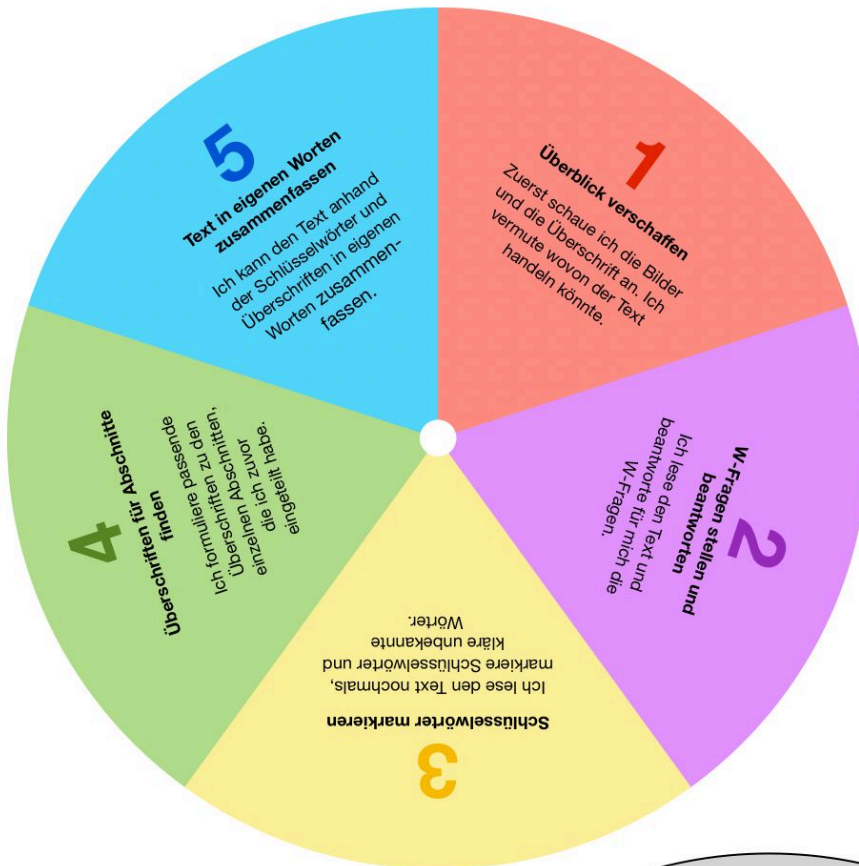 1
Überblick verschaffen
Zuerst schaue ich die Bilder
und die Überschrift an. Ich
vermute wovon der Text
handeln könnte.
2
W-Fragen stellen und
beantworten
Ich lese den Text und
beantworte für mich die
W-Fragen.
3
Schlüsselwörter markieren
Ich lese den Text nochmals,
markiere Schlüsselwörter und
kläre unbekannte
Wörter.
4
Überschriften für Abschnitte
finden
Ich formuliere passende
Überschriften zu den
einzelnen Abschnitten,
die ich zuvor
eingeteilt habe.
5
Text in eigenen Worten
zusammenfassen
Ich kann den Text anhand
der Schlüsselwörter und
Überschriften in eigenen
Worten zusammen-
fassen.